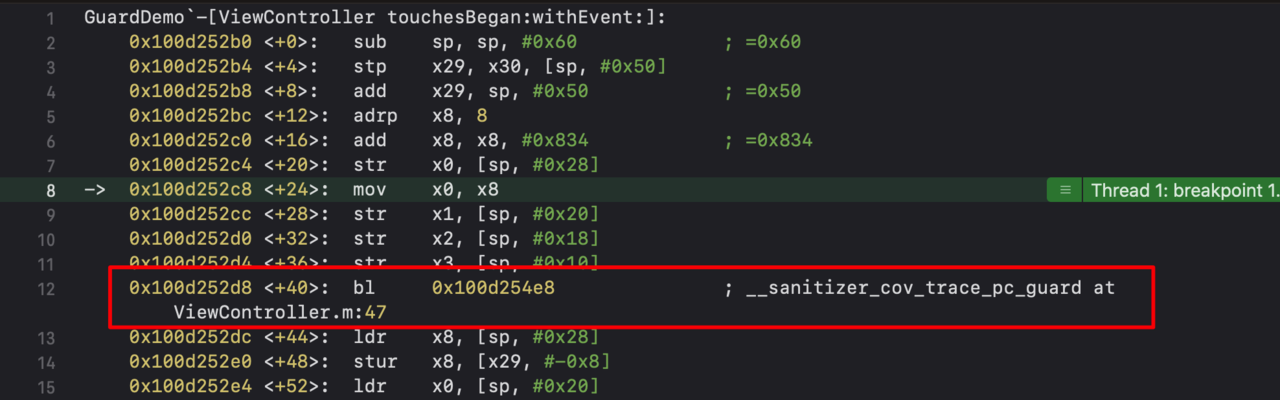 1 GuardDemo`-[ViewController touchesBegan:withEvent:]:
2 0x100d252b0 <+0>: sub sp, sp, #0x60 ; =0x60
3 0x100d252b4 <+4>: stp x29, x30, [sp, #0x50]
4 0x100d252b8 <+8>: add x29, sp, #0x50 ; =0x50
5 0x100d252bc <+12>: adrp x8, 8
6 0x100d252c0 <+16>: add x8, x8, #0x834 ; =0x834
7 0x100d252c4 <+20>: str x0, [sp, #0x28]
8 -> 0x100d252c8 <+24>: mov x0, x8 Thread 1: breakpoint 1.
9 0x100d252cc <+28>: str x1, [sp, #0x20]
10 0x100d252d0 <+32>: str x2, [sp, #0x18]
11 0x100d252d4 <+36>: str x3, [sp, #0x10]
12 0x100d252d8 <+40>: bl 0x100d254e8 ; __sanitizer_cov_trace_pc_guard at
ViewController.m:47
13 0x100d252dc <+44>: ldr x8, [sp, #0x28]
14 0x100d252e0 <+48>: stur x8, [x29, #-0x8]
15 0x100d252e4 <+52>: ldr x0, [sp, #0x20]